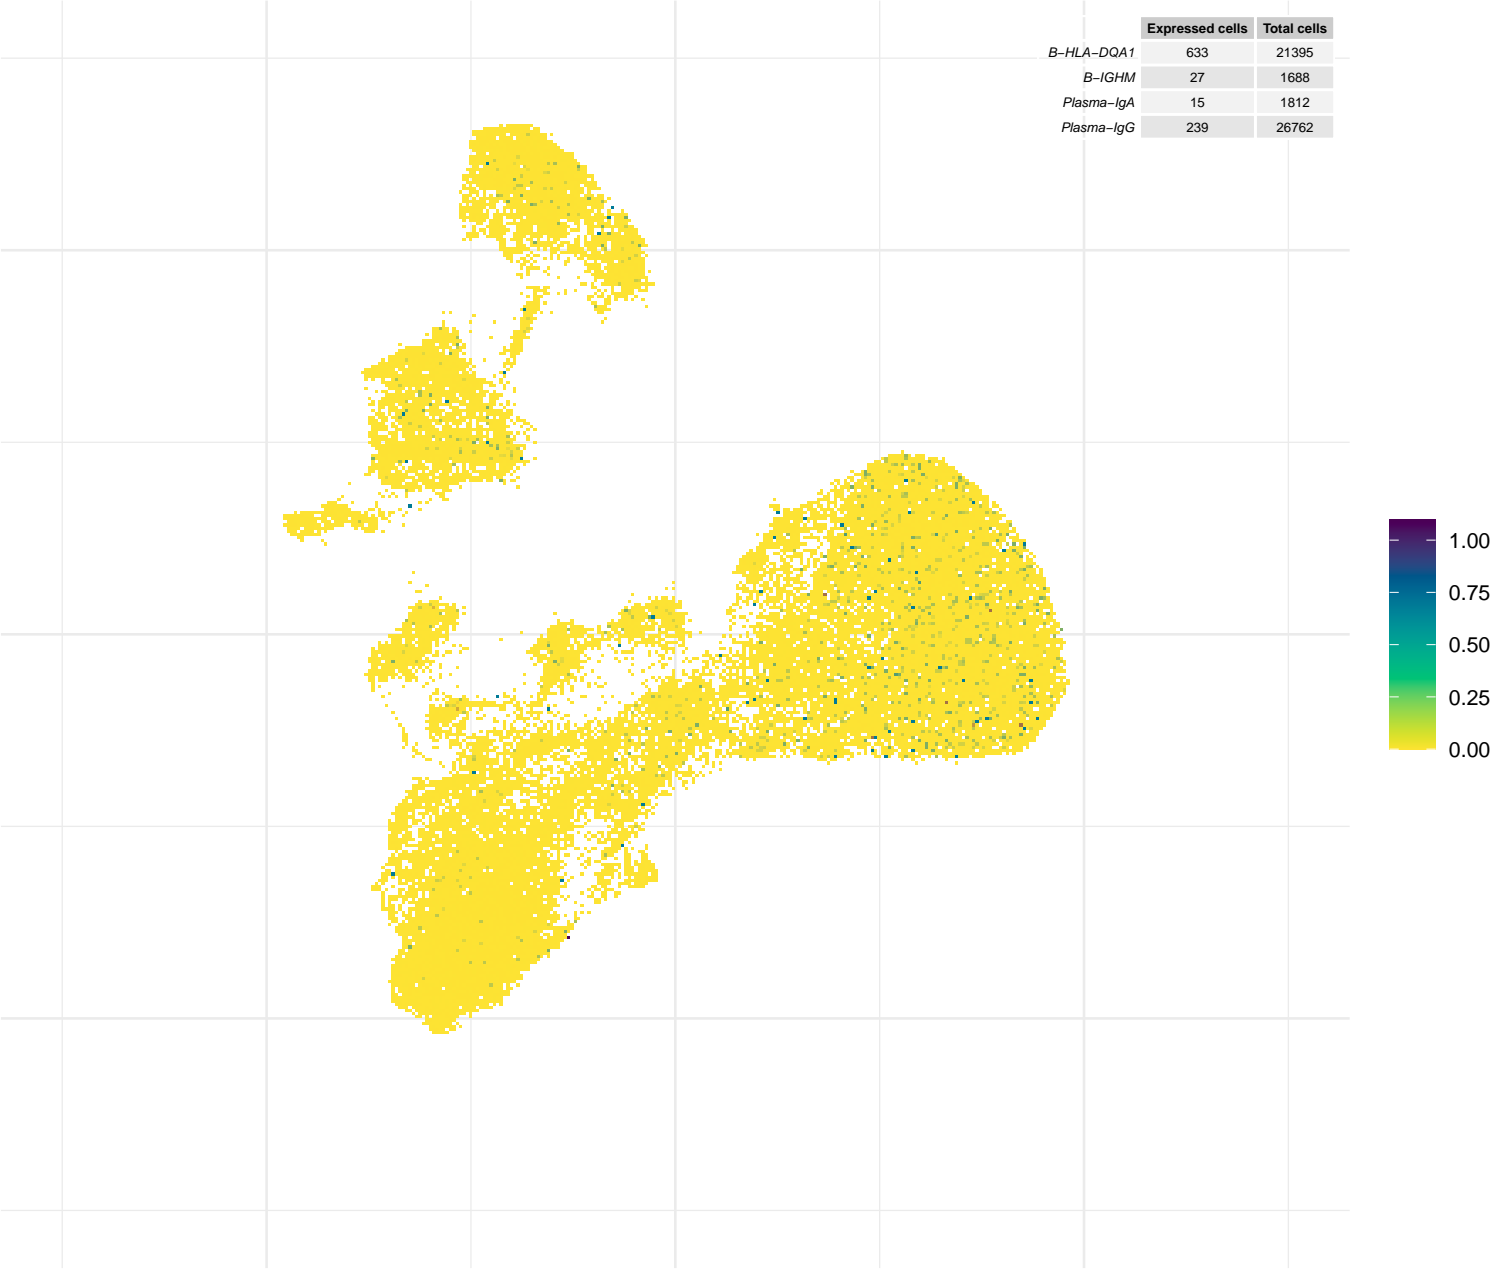 Expressed cells Total cells
B−HLA−DQA1 633 21395
B−IGHM 27 1688
Plasma−IgA 15 1812
Plasma−IgG 239 26762
1.00
0.75
0.50
0.25
0.00